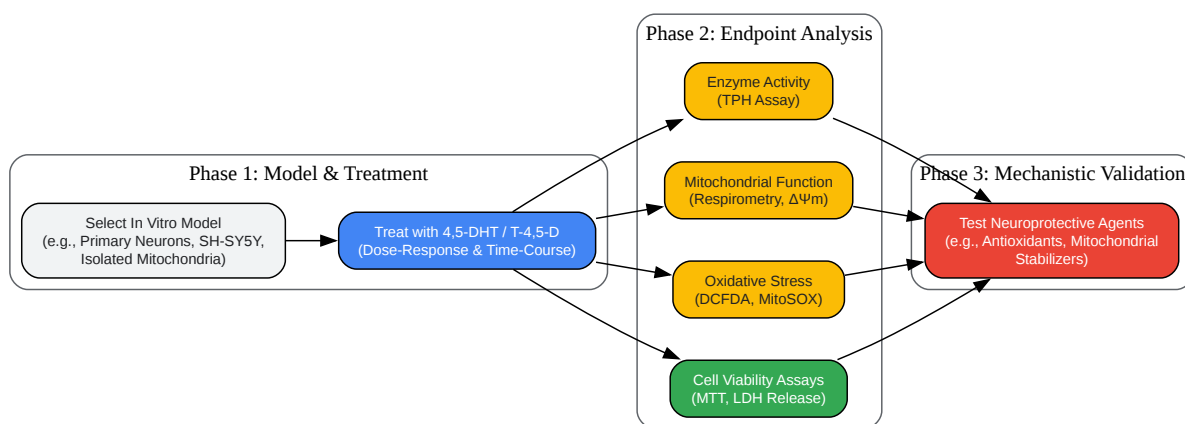 Phase 1: Model & Treatment
Select In Vitro Model
(e.g., Primary Neurons, SH-SY5Y,
Isolated Mitochondria)
Treat with 4,5-DHT / T-4,5-D
(Dose-Response & Time-Course)
Phase 2: Endpoint Analysis
Enzyme Activity
(TPH Assay)
Mitochondrial Function
(Respirometry, ΔΨm)
Oxidative Stress
(DCFDA, MitoSOX)
Cell Viability Assays
(MTT, LDH Release)
Phase 3: Mechanistic Validation
Test Neuroprotective Agents
(e.g., Antioxidants, Mitochondrial
Stabilizers)